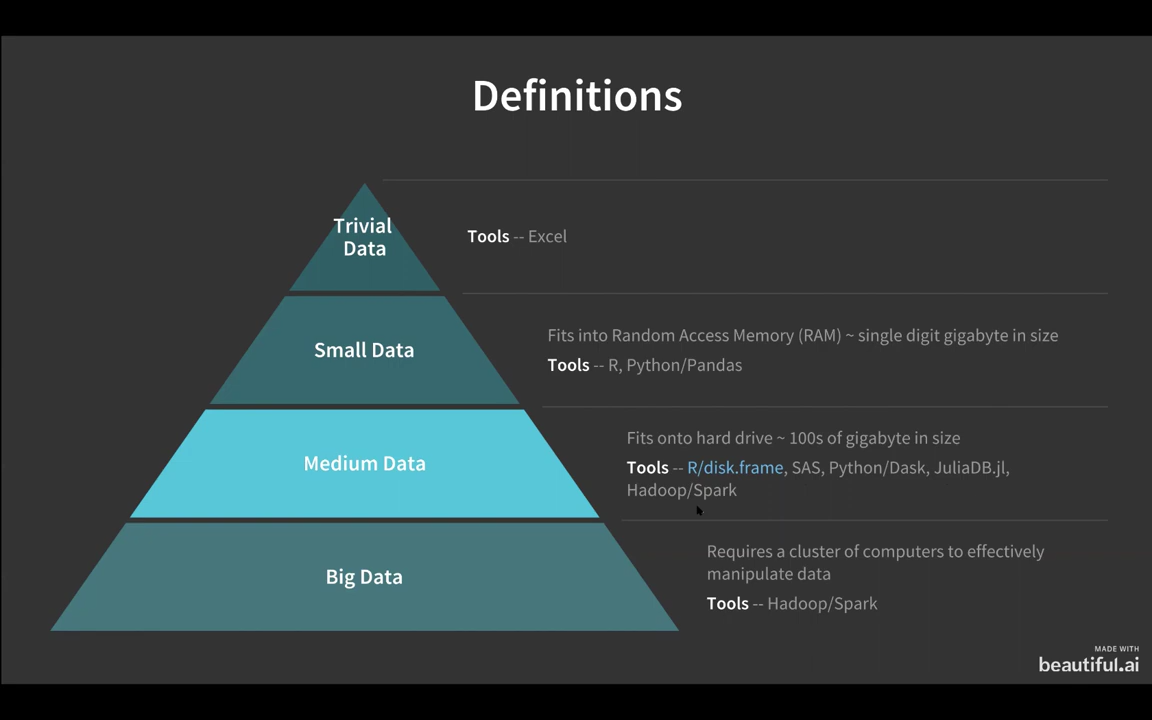 Definitions
Trivial
Data
Tools -- Excel
Small Data
Fits into Random Access Memory (RAM) ~ single digit gigabyte in size
Tools -- R, Python/Pandas
Medium Data
Fits onto hard drive ~ 100s of gigabyte in size
Tools -- R/disk.frame, SAS, Python/Dask, JuliaDB.jl,
Hadoop/Spark
Big Data
Requires a cluster of computers to effectively
manipulate data
Tools -- Hadoop/Spark
MADE WITH
beautiful.ai